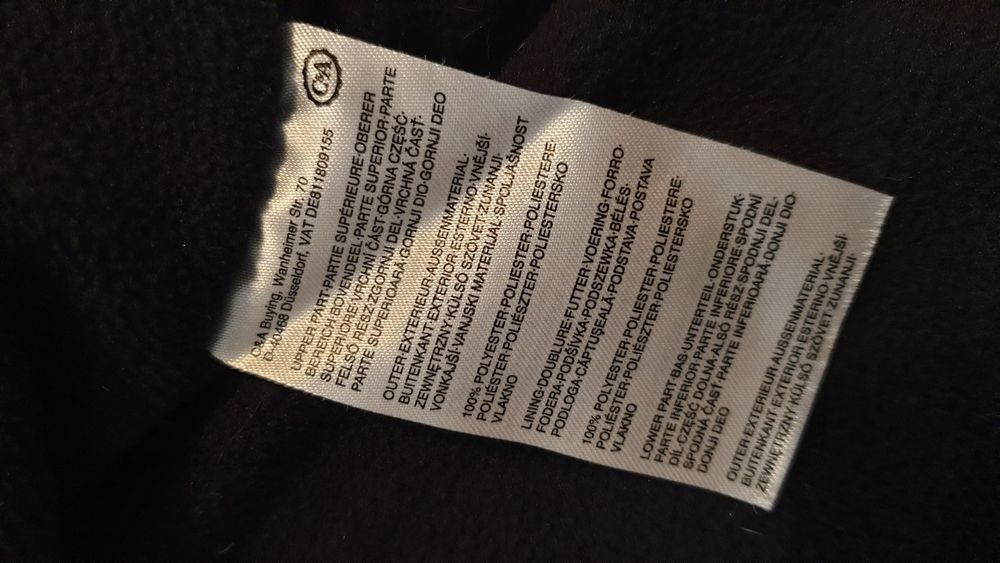 C&A
C&A Buying, Wanheimer Str. 70
D-40468 Düsseldorf, VAT DE811809155
UPPER PART·PARTE SUPÉRIEURE·OBERER
BEREICH·BOVENDEEL·PARTE SUPERIOR·PARTE
SUPERIORE·VRCHNÍ ČÁST·GÓRNA CZĘŚĆ·
FELSŐ RÉSZ·ZGORNJI DEL·VRCHNÁ ČASŤ·
PARTE SUPERIOARĂ·GORNJI DIO·GORNJI DEO
OUTER·EXTERIEUR·AUSSENMATERIAL·
BUITENKANT·EXTERIOR·ESTERNO·VNĚJŠÍ·
ZEWNĘTRZNY·KÜLSŐ SZÖVET·ZUNANJI·
VONKAJŠÍ·VANJSKI MATERIJAL·SPOLJAŠNOST
100% POLYESTER·POLIESTER·POLIESTERE·
POLIÉSTER·POLIÉSZTER·POLIESTERSKO
VLAKNO
LINING·DOUBLURE·FUTTER·VOERING·FORRO·
FODERA·PODŠÍVKA·PODSZEWKA·BÉLÉS·
PODLOGA·CĂPTUŞEALĂ·PODSTAVA·POSTAVA
100% POLYESTER·POLIESTER·POLIESTERE·
POLIÉSTER·POLIÉSZTER·POLIESTERSKO
VLAKNO
LOWER PART·BAS·UNTERTEIL·ONDERSTUK·
PARTE INFERIOR·PARTE INFERIORE·SPODNÍ
DÍL·CZĘŚĆ DOLNA·ALSÓ RÉSZ·SPODNJI DEL·
SPODNÁ ČASŤ·PARTE INFERIOARĂ·DONJI DIO·
DONJI DEO
OUTER·EXTERIEUR·AUSSENMATERIAL·
BUITENKANT·EXTERIOR·ESTERNO·VNĚJŠÍ·
ZEWNĘTRZNY·KÜLSŐ SZÖVET·ZUNANJI·